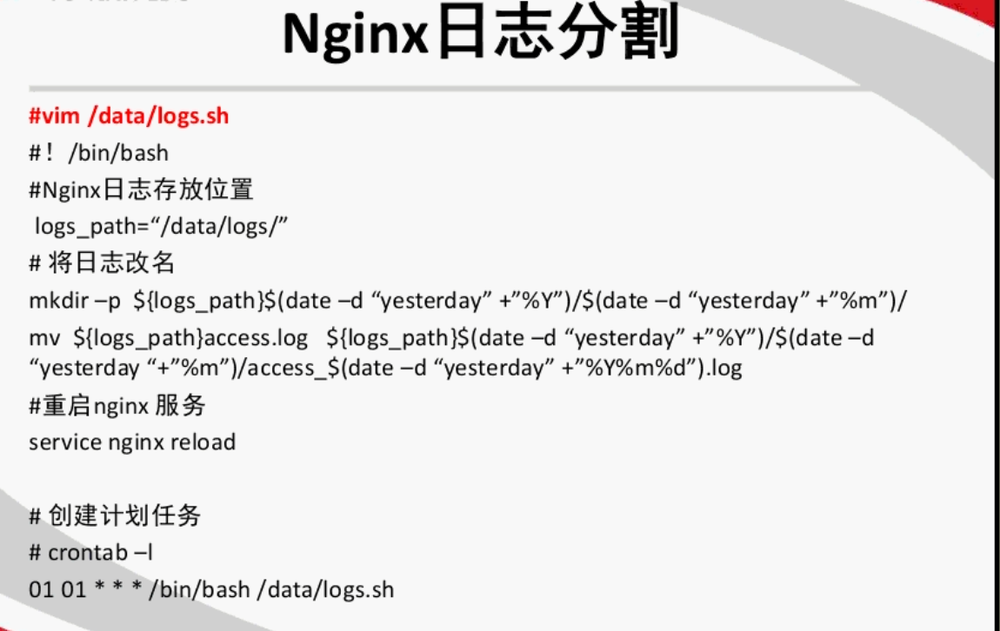 Nginx日志分割
#vim /data/logs.sh
#！/bin/bash
#Nginx日志存放位置
logs_path=“/data/logs/”
# 将日志改名
mkdir –p ${logs_path}$(date –d “yesterday” +”%Y”)/$(date –d “yesterday” +”%m”)/
mv ${logs_path}access.log ${logs_path}$(date –d “yesterday” +”%Y”)/$(date –d
“yesterday “+”%m”)/access_$(date –d “yesterday” +”%Y%m%d”).log
#重启nginx 服务
service nginx reload
# 创建计划任务
# crontab –l
01 01 * * * /bin/bash /data/logs.sh